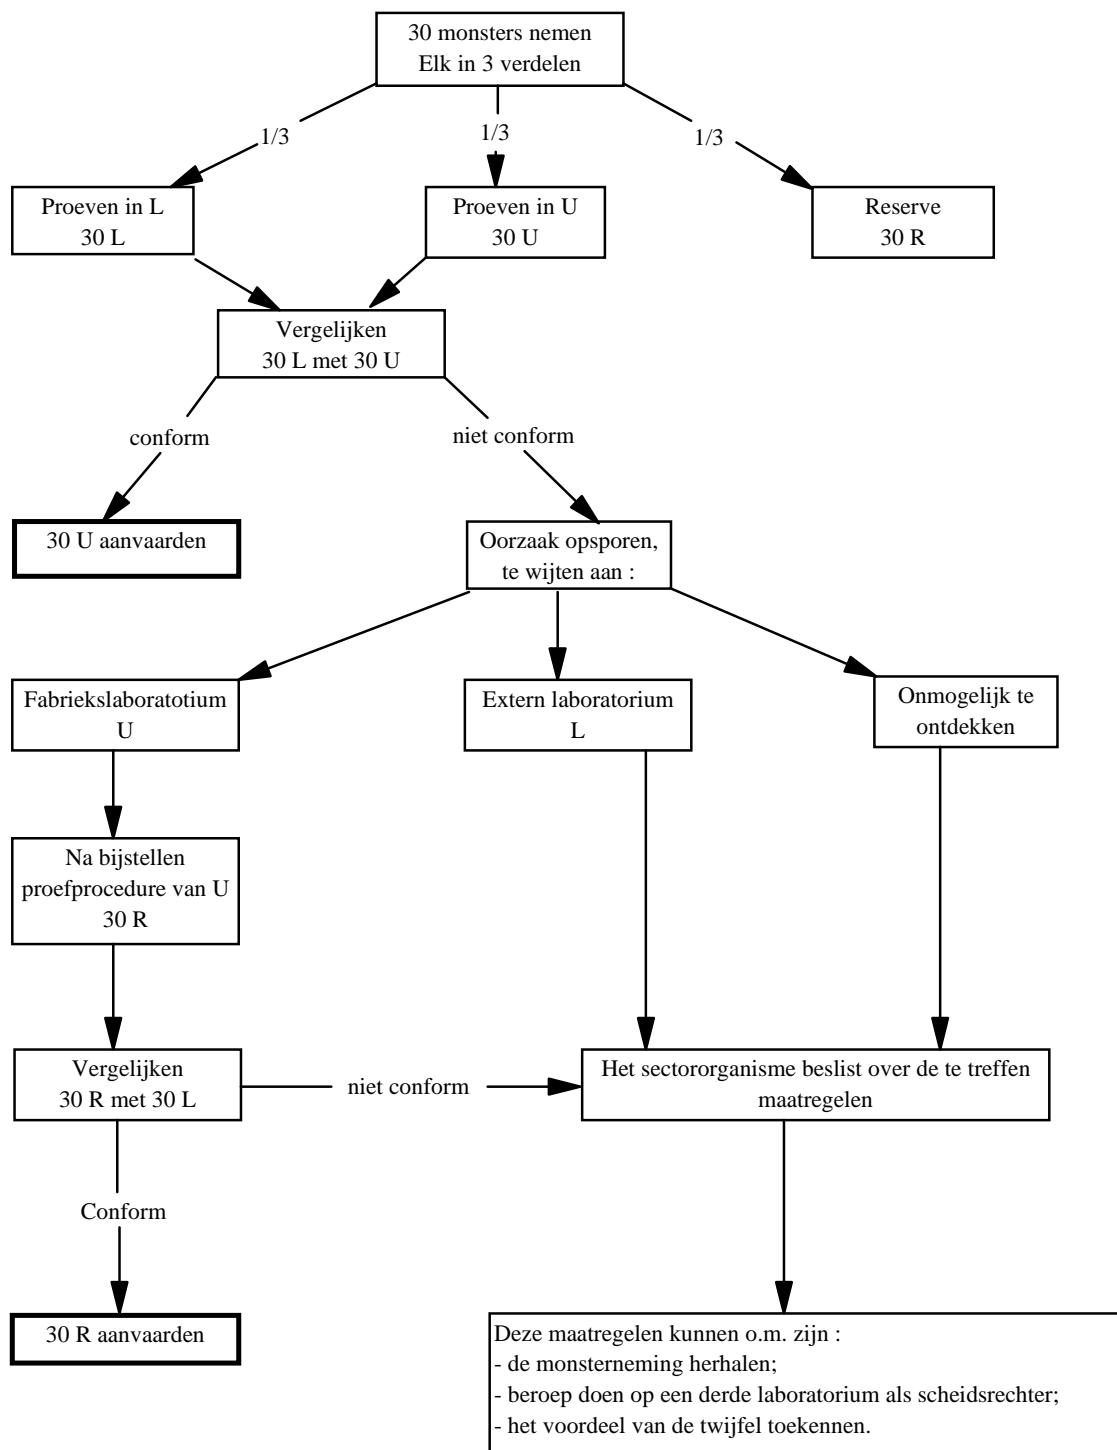 30 monsters nemen
Elk in 3 verdelen
1/3
1/3
1/3
Proeven in L
30 L
Proeven in U
30 U
Reserve
30 R
Vergelijken
30 L met 30 U
conform
niet conform
30 U aanvaarden
Oorzaak opsporen,
te wijten aan :
Fabriekslaboratotium
U
Extern laboratorium
L
Onmogelijk te
ontdekken
Na bijstellen
proefprocedure van U
30 R
Vergelijken
30 R met 30 L
niet conform
Het sectororganisme beslist over de te treffen
maatregelen
Conform
30 R aanvaarden
Deze maatregelen kunnen o.m. zijn :
- de monsterneming herhalen;
- beroep doen op een derde laboratorium als scheidsrechter;
- het voordeel van de twijfel toekennen.